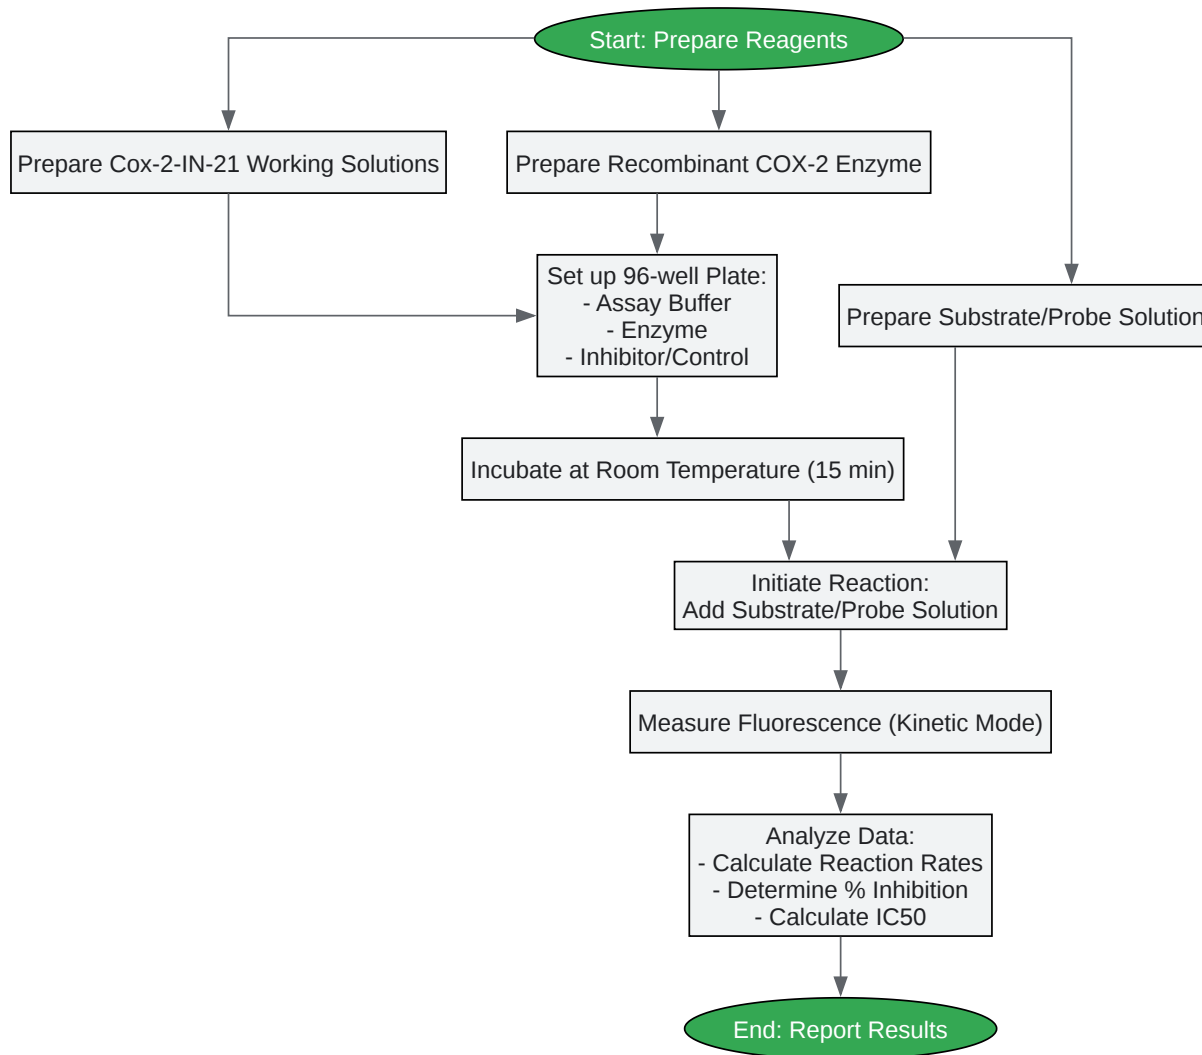 Start: Prepare Reagents
Prepare Cox-2-IN-21 Working Solutions
Prepare Recombinant COX-2 Enzyme
Set up 96-well Plate:
- Assay Buffer
- Enzyme
- Inhibitor/Control
Prepare Substrate/Probe Solution
Incubate at Room Temperature (15 min)
Initiate Reaction:
Add Substrate/Probe Solution
Measure Fluorescence (Kinetic Mode)
Analyze Data:
- Calculate Reaction Rates
- Determine % Inhibition
- Calculate IC50
End: Report Results